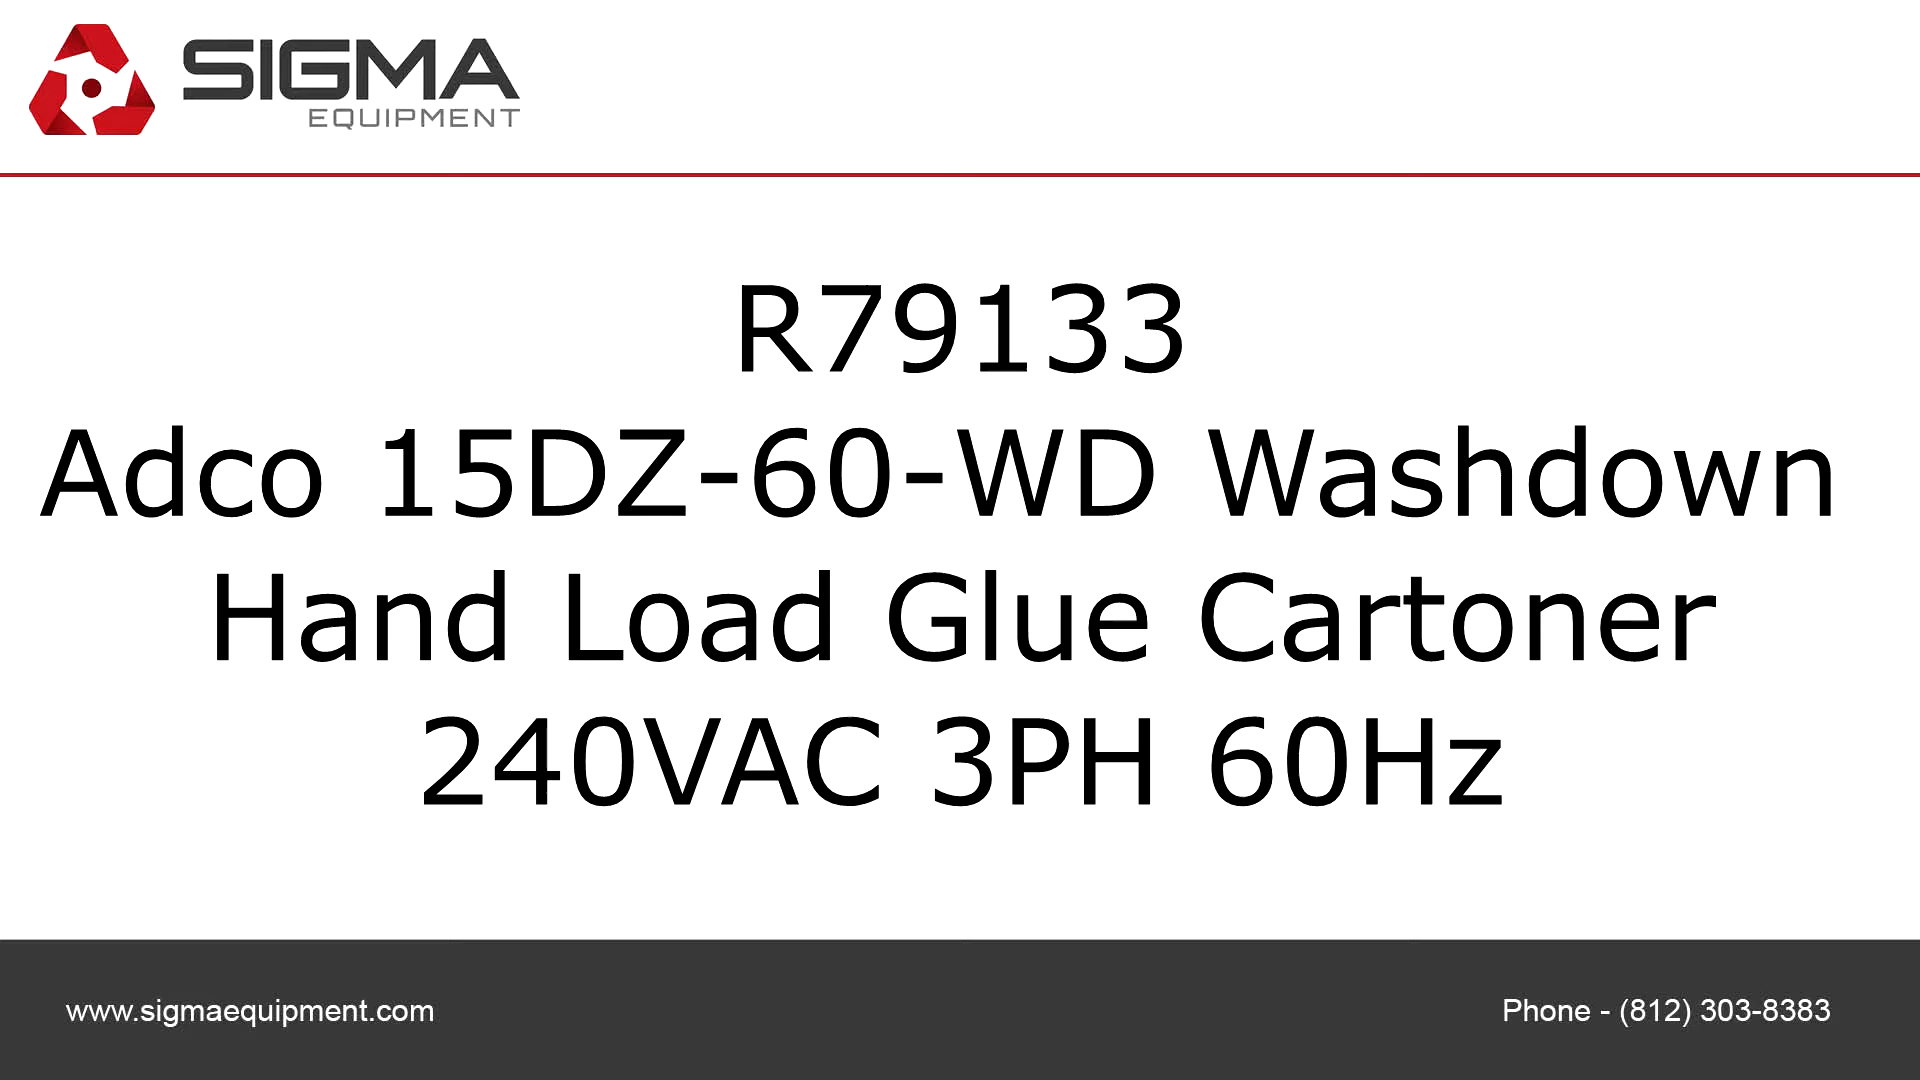 SIGMA
EQUIPMENT
R79133
Adco 15DZ-60-WD Washdown
Hand Load Glue Cartoner
240VAC 3PH 60Hz
www.sigmaequipment.com
Phone - (812) 303-8383